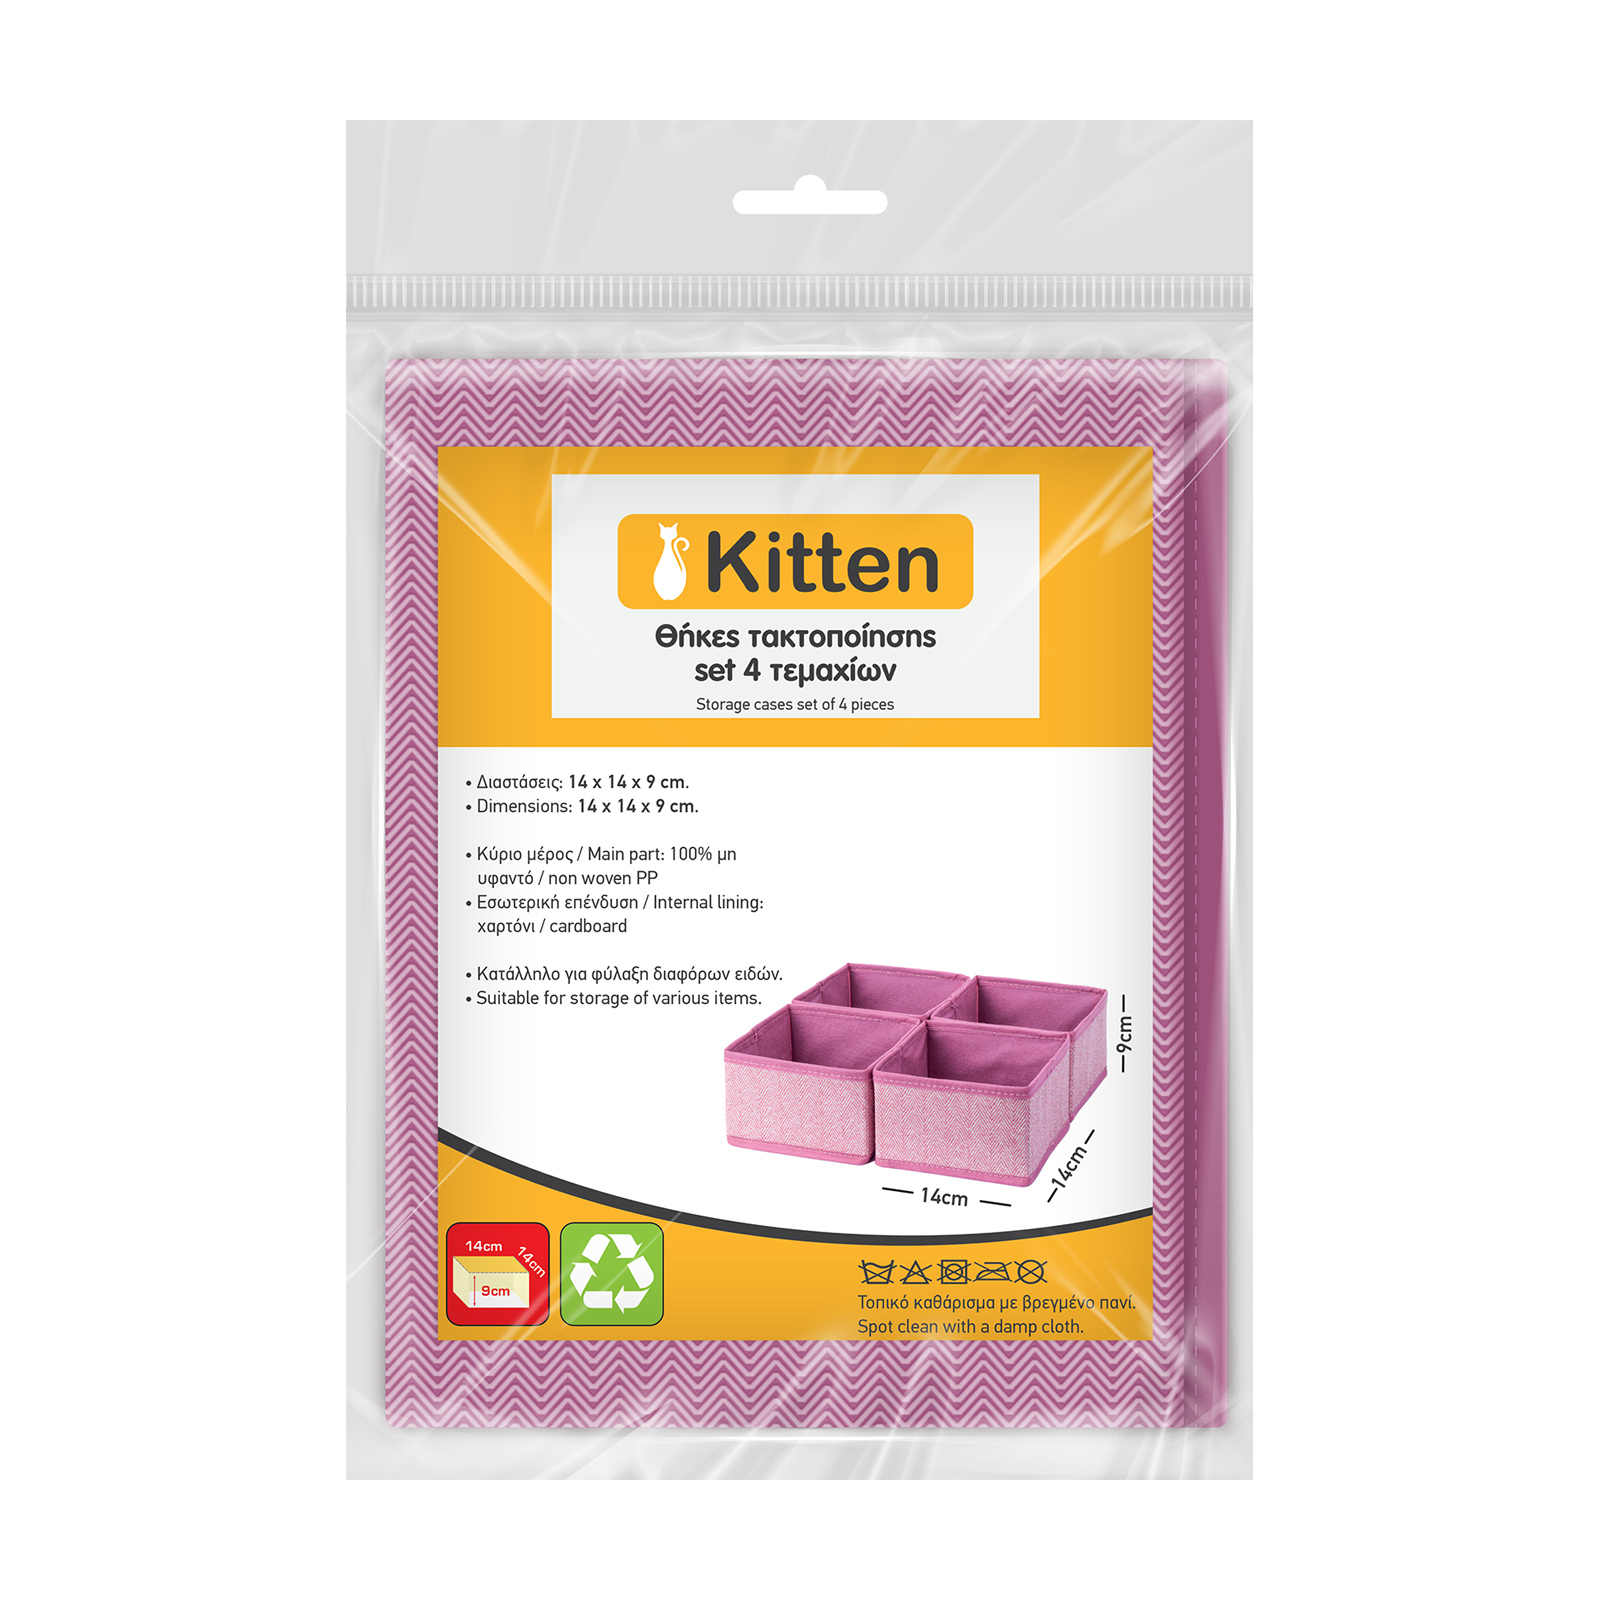 Kitten
Θήκες τακτοποίησης
set 4 τεμαχίων
Storage cases set of 4 pieces
• Διαστάσεις: 14 x 14 x 9 cm.
• Dimensions: 14 x 14 x 9 cm.
• Κύριο μέρος / Main part: 100% μη
υφαντό / non woven PP
• Εσωτερική επένδυση / Internal lining:
χαρτόνι / cardboard
• Κατάλληλο για φύλαξη διαφόρων ειδών.
• Suitable for storage of various items.
9cm
14cm
14cm
14cm
14cm
9cm
Τοπικό καθάρισμα με βρεγμένο πανί.
Spot clean with a damp cloth.